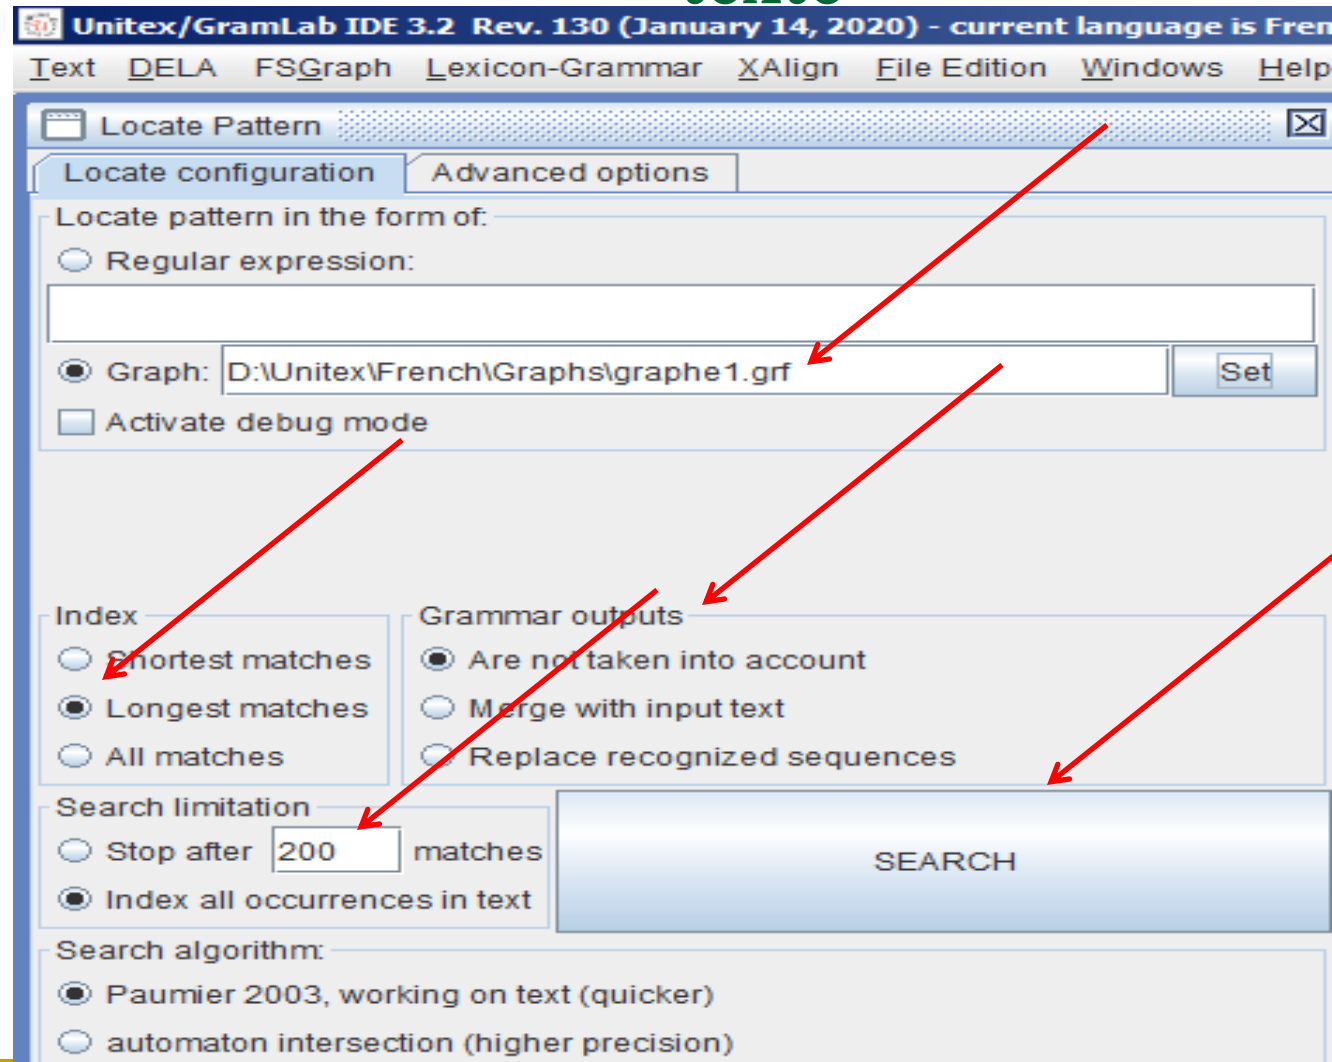 Unitex/GramLab IDE 3.2 Rev. 130 (January 14, 2020) - current language is Fren
Text DELA FSGraph Lexicon-Grammar XAlign File Edition Windows Help
Locate Pattern
Locate configuration Advanced options
Locate pattern in the form of:
Regular expression:
Graph: D:\Unitex\French\Graphs\graphe1.grf Set
Activate debug mode
Index Grammar outputs
Shortest matches Are not taken into account
Longest matches Merge with input text
All matches Replace recognized sequences
Search limitation
Stop after 200 matches SEARCH
Index all occurrences in text
Search algorithm:
Paumier 2003, working on text (quicker)
automaton intersection (higher precision)